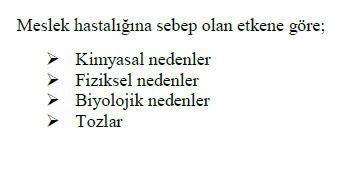 Meslek hastalığına sebep olan etkene göre;
➢ Kimyasal nedenler
➢ Fiziksel nedenler
➢ Biyolojik nedenler
➢ Tozlar